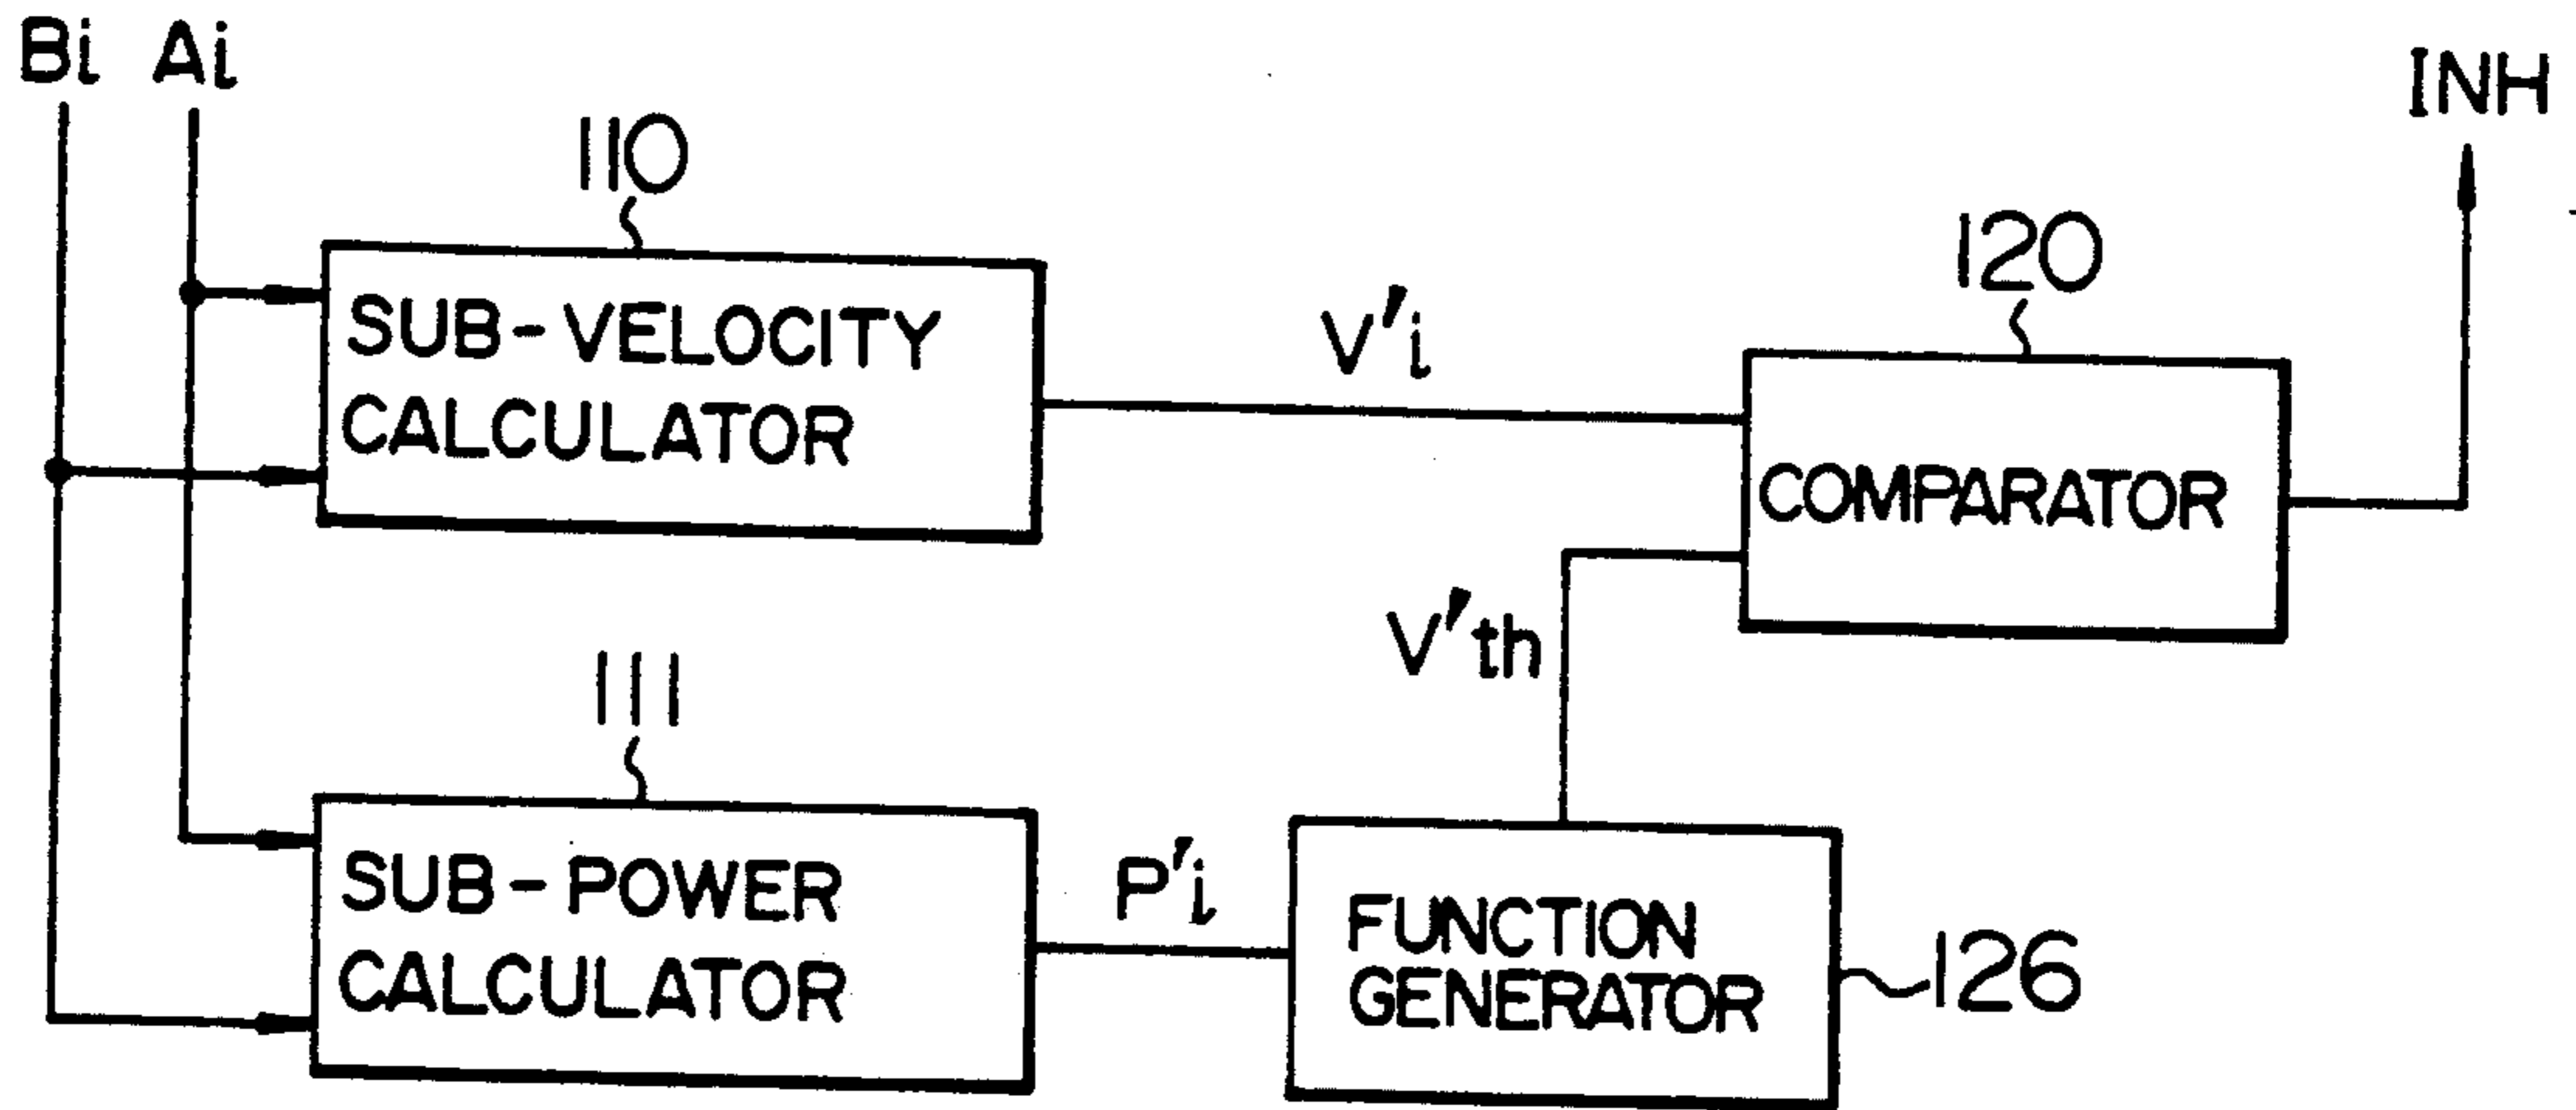 Bi Ai
INH
110
120
SUB-VELOCITY
CALCULATOR
V'i
COMPARATOR
V'th
111
SUB-POWER
CALCULATOR
P'i
FUNCTION
GENERATOR
126